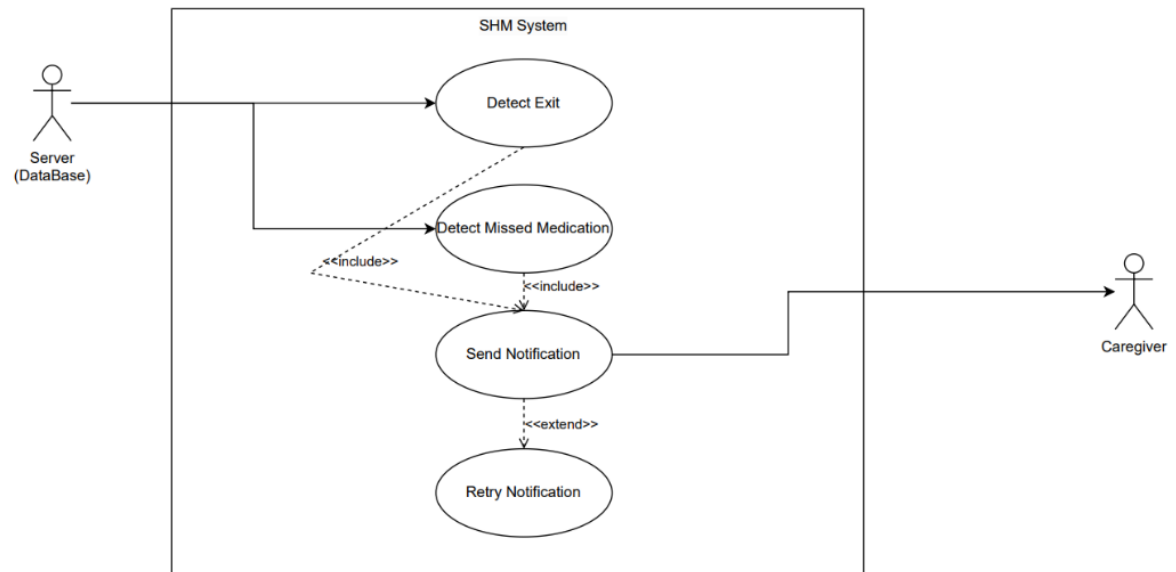 SHM System
Detect Exit
Server
(DataBase)
Detect Missed Medication
<<include>>
<<include>>
Send Notification
Caregiver
<<extend>>
Retry Notification